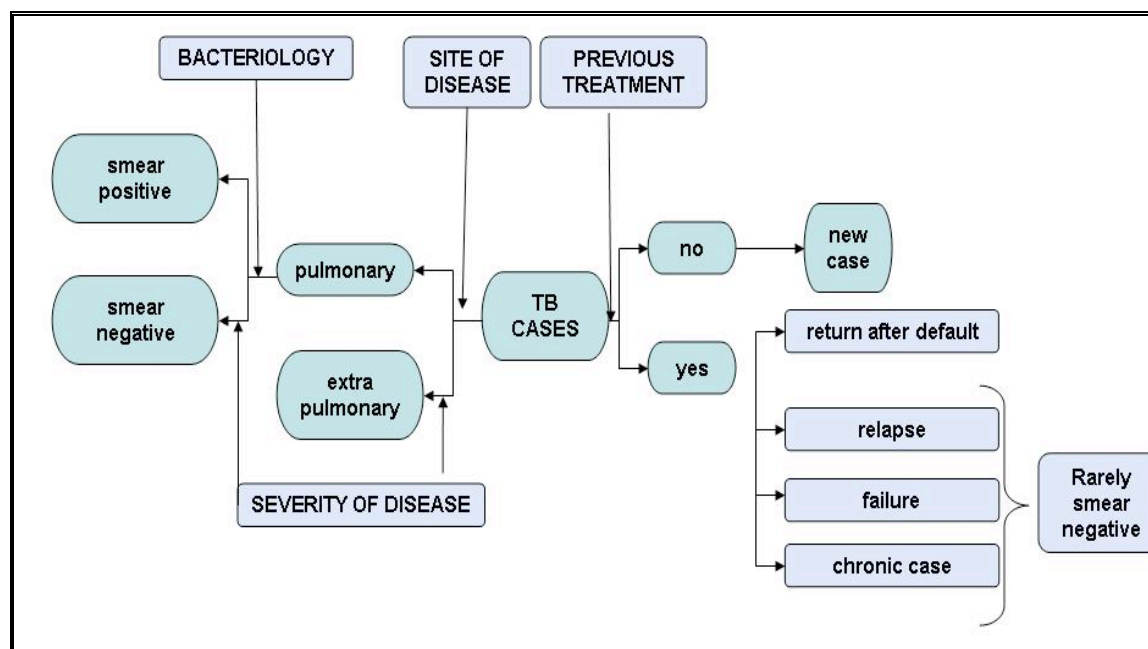 BACTERIOLOGY
SITE OF
DISEASE
PREVIOUS
TREATMENT
smear
positive
smear
negative
pulmonary
extra
pulmonary
TB
CASES
no
new
case
yes
return after default
relapse
failure
chronic case
Rarely
smear
negative
SEVERITY OF DISEASE